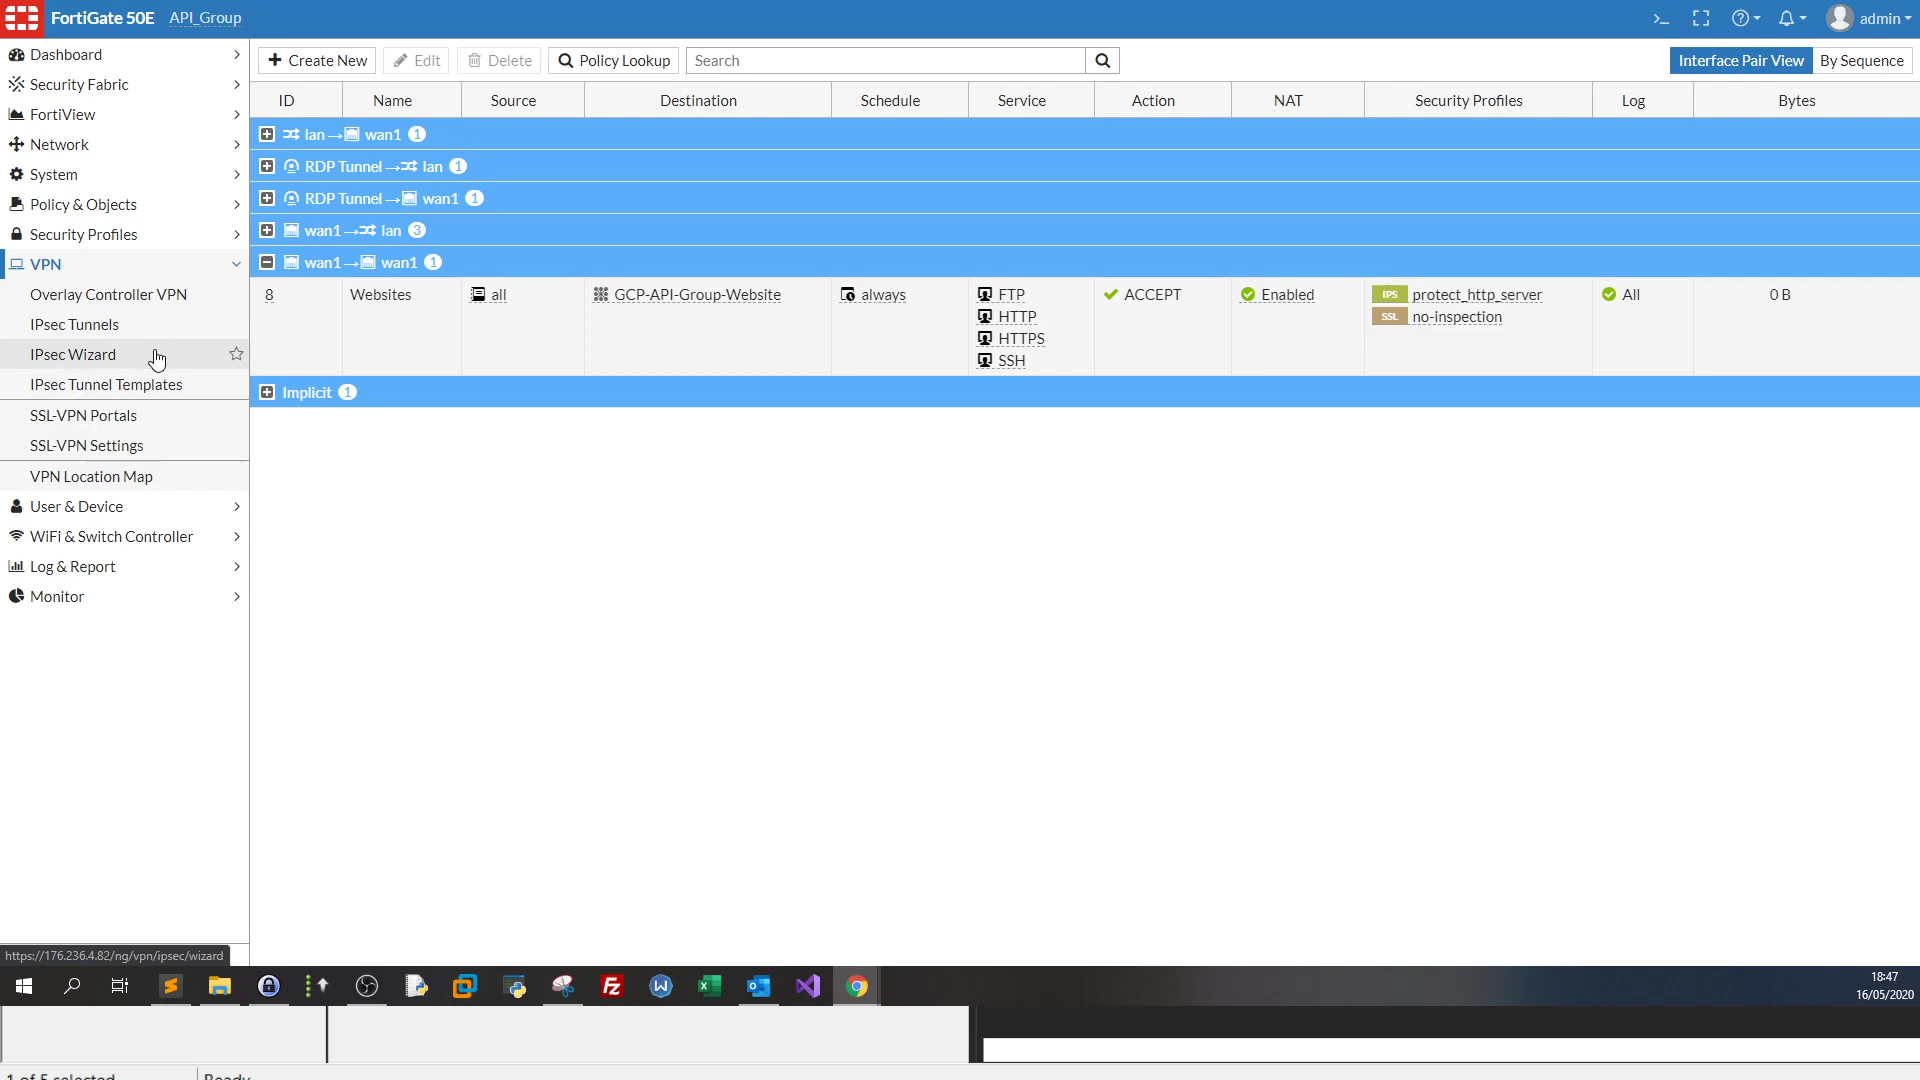 FortiGate 50E API_Group
admin
Dashboard
Security Fabric
FortiView
Network
System
Policy & Objects
Security Profiles
VPN
Overlay Controller VPN
IPsec Tunnels
IPsec Wizard
IPsec Tunnel Templates
SSL-VPN Portals
SSL-VPN Settings
VPN Location Map
User & Device
WiFi & Switch Controller
Log & Report
Monitor
https://176.236.4.82/ng/vpn/ipsec/wizard
Create New Edit Delete Policy Lookup Search Interface Pair View By Sequence
ID Name Source Destination Schedule Service Action NAT Security Profiles Log Bytes
lan → wan1 1
RDP Tunnel → lan 1
RDP Tunnel → wan1 1
wan1 → lan 3
wan1 → wan1 1
8 Websites all GCP-API-Group-Website always FTP ACCEPT Enabled IPS protect_http_server All 0 B
HTTP SSL no-inspection
HTTPS
SSH
Implicit 1
18:47
16/05/2020
1 of 5 selected Ready